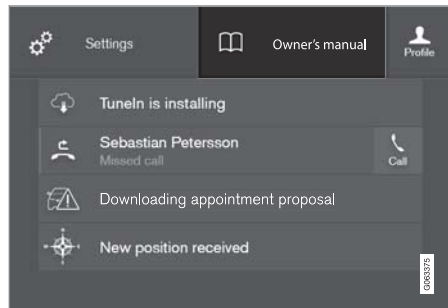 Settings
Owner's manual
Profile
TuneIn is installing
Sebastian Petersson
Missed call
Call
Downloading appointment proposal
New position received
G063375